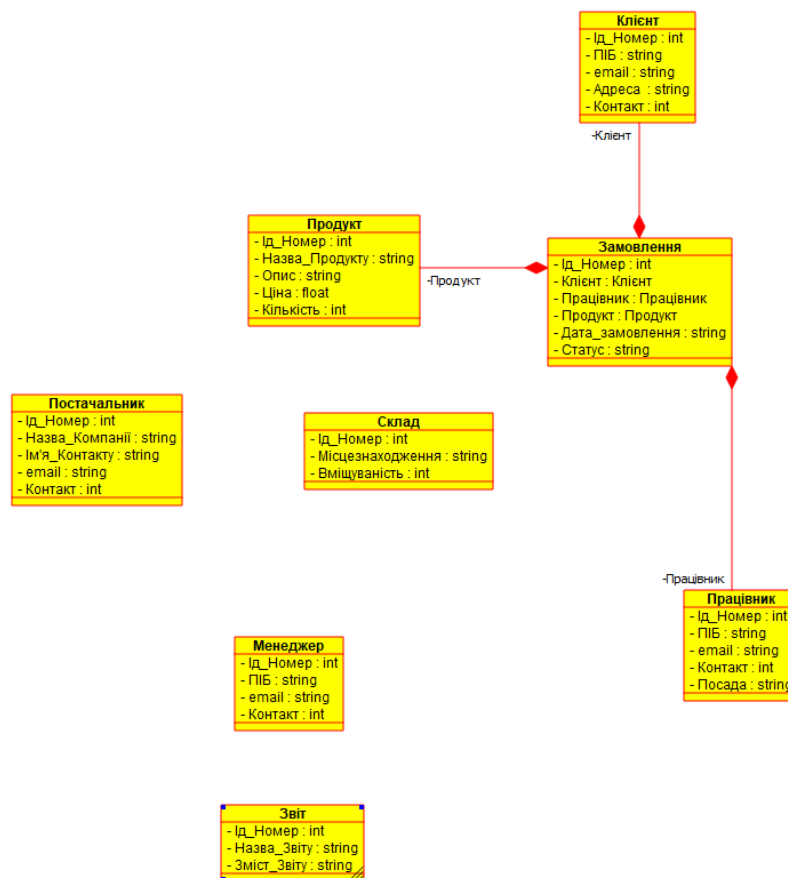 Клієнт
- Ід_Номер : int
- ПІБ : string
- email : string
- Адреса : string
- Контакт : int
-Клієнт
Продукт
- Ід_Номер : int
- Назва_Продукту : string
- Опис : string
- Ціна : float
- Кількість : int
-Продукт
Замовлення
- Ід_Номер : int
- Клієнт : Клієнт
- Працівник : Працівник
- Продукт : Продукт
- Дата_замовлення : string
- Статус : string
Постачальник
- Ід_Номер : int
- Назва_Компанії : string
- Ім'я_Контакту : string
- email : string
- Контакт : int
Склад
- Ід_Номер : int
- Місцезнаходження : string
- Вміщуваність : int
-Працівник
Працівник
- Ід_Номер : int
- ПІБ : string
- email : string
- Контакт : int
- Посада : string
Менеджер
- Ід_Номер : int
- ПІБ : string
- email : string
- Контакт : int
Звіт
- Ід_Номер : int
- Назва_Звіту : string
- Зміст_Звіту : string